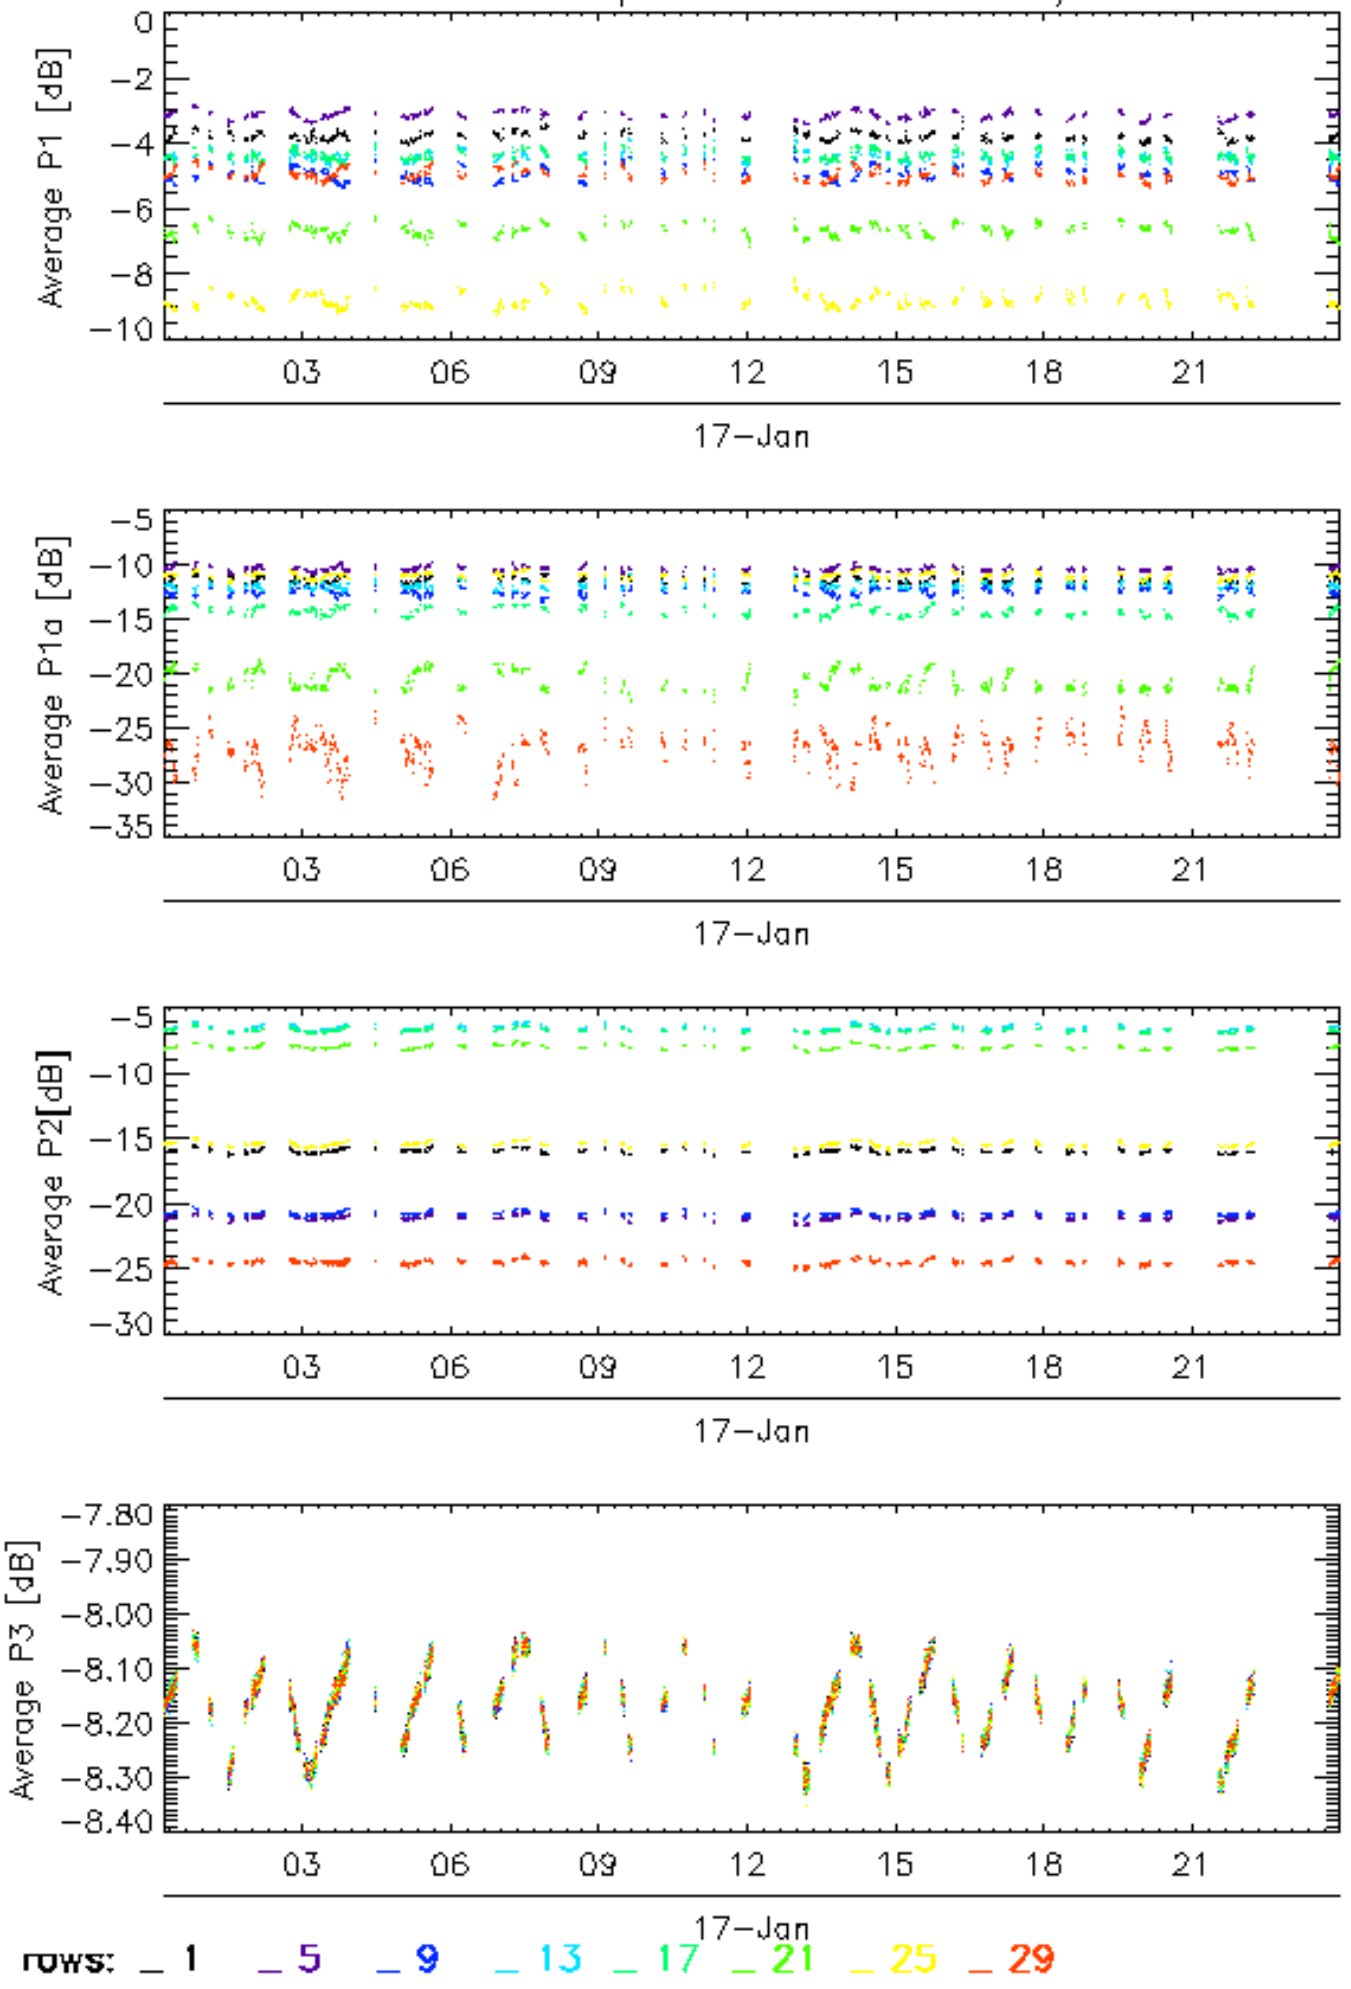 0
−2
−4
−6
−8
−10
Average P1 [dB]
03 06 09 12 15 18 21
17−Jan
−5
−10
−15
−20
−25
−30
−35
Average P1a [dB]
03 06 09 12 15 18 21
17−Jan
−5
−10
−15
−20
−25
−30
Average P2[dB]
03 06 09 12 15 18 21
17−Jan
−7.80
−7.90
−8.00
−8.10
−8.20
−8.30
−8.40
Average P3 [dB]
03 06 09 12 15 18 21
17−Jan
rows: _ 1 _ 5 _ 9 _ 13 _ 17 _ 21 _ 25 _ 29